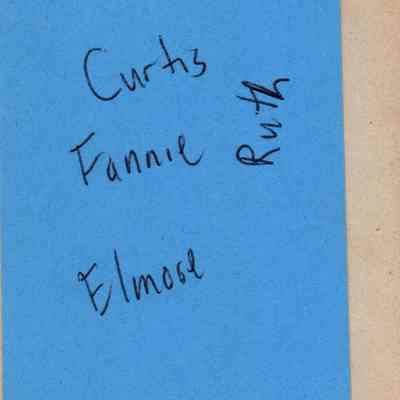 Curtis
Ruth
Fannie
Elmore